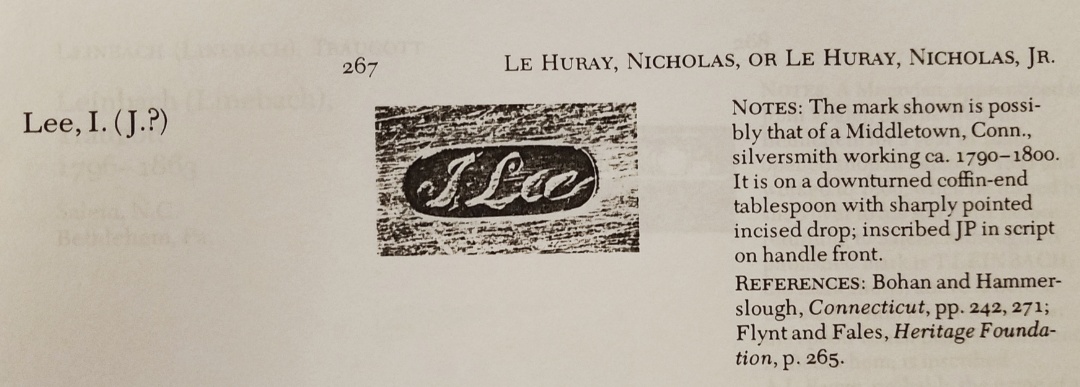 267
LE HURAY, NICHOLAS, OR LE HURAY, NICHOLAS, JR.
Lee, I. (J.?)
I Lee
NOTES: The mark shown is possi-
bly that of a Middletown, Conn.,
silversmith working ca. 1790–1800.
It is on a downturned coffin-end
tablespoon with sharply pointed
incised drop; inscribed JP in script
on handle front.
REFERENCES: Bohan and Hammer-
slough, Connecticut, pp. 242, 271;
Flynt and Fales, Heritage Founda-
tion, p. 265.